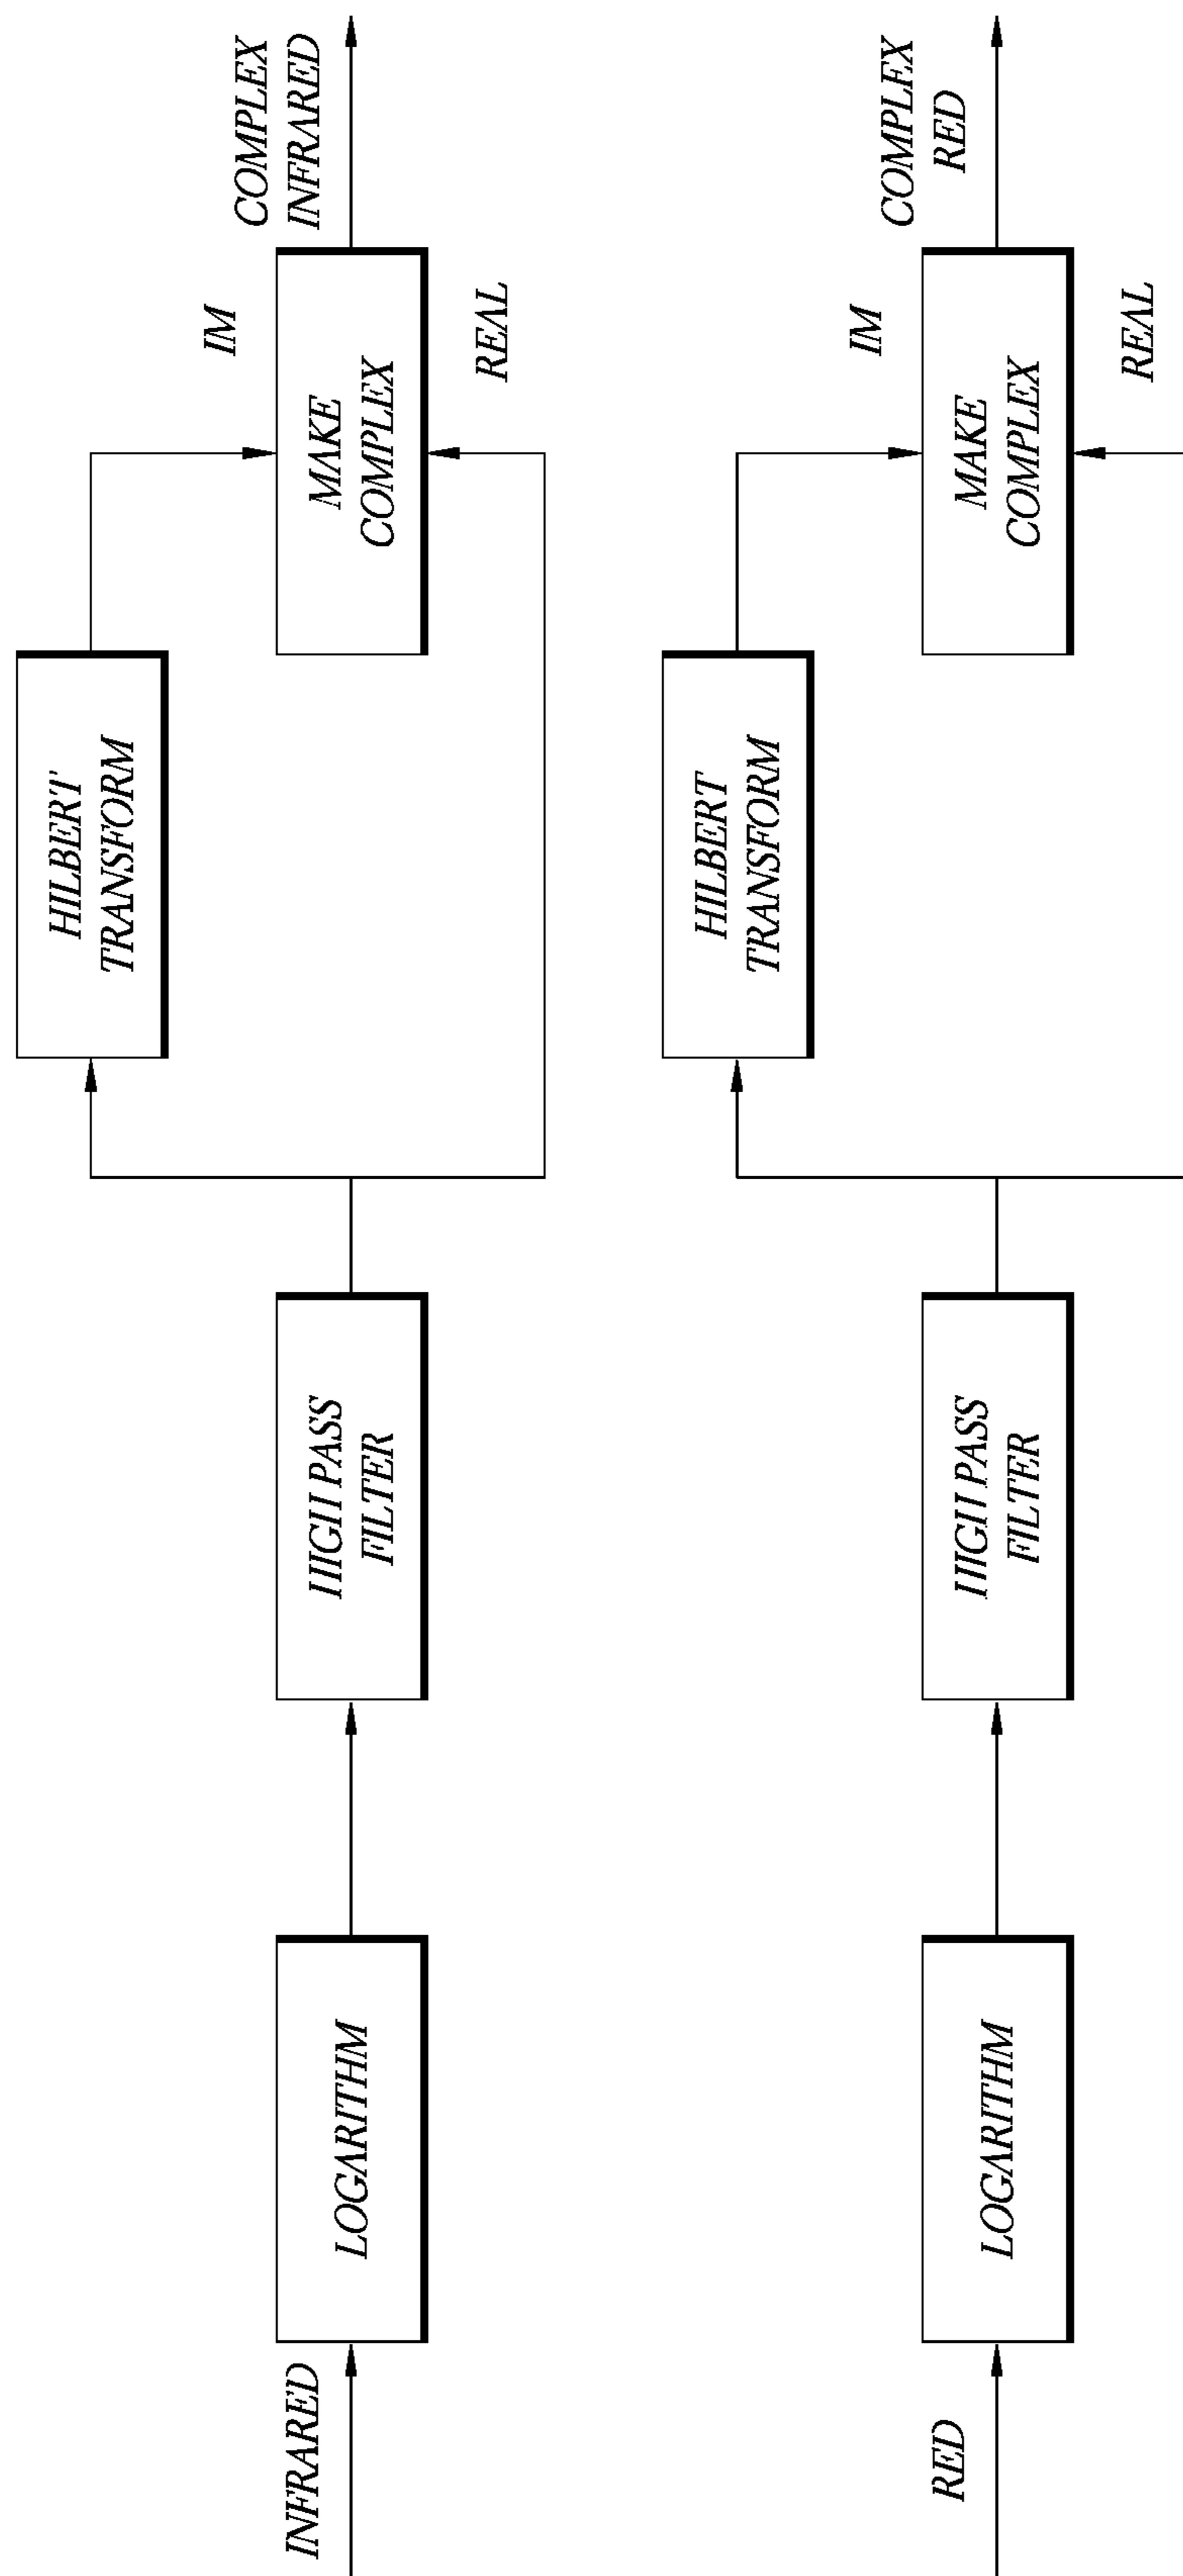 INFRARED
LOGARITHM
HIGH PASS
FILTER
HILBERT
TRANSFORM
IM
MAKE
COMPLEX
REAL
COMPLEX
INFRARED
RED
LOGARITHM
HIGH PASS
FILTER
HILBERT
TRANSFORM
IM
MAKE
COMPLEX
REAL
COMPLEX
RED